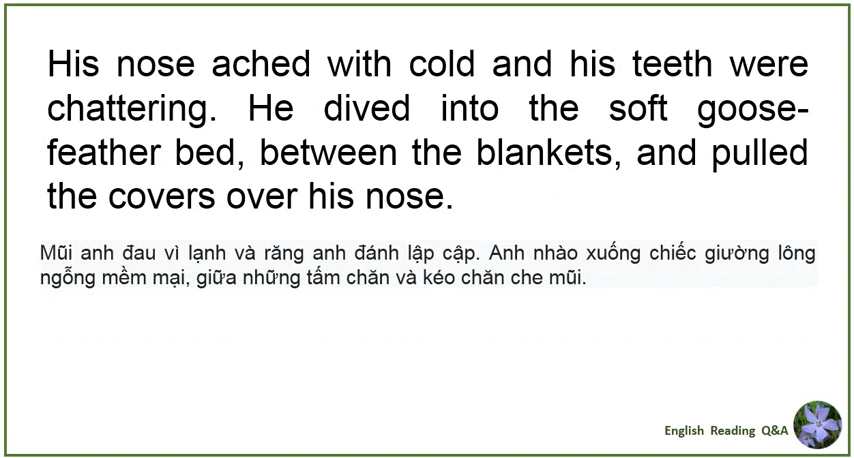 His nose ached with cold and his teeth were
chattering. He dived into the soft goose-
feather bed, between the blankets, and pulled
the covers over his nose.
Mũi anh đau vì lạnh và răng anh đánh lập cập. Anh nhào xuống chiếc giường lông
ngỗng mềm mại, giữa những tấm chăn và kéo chăn che mũi.
English Reading Q&A